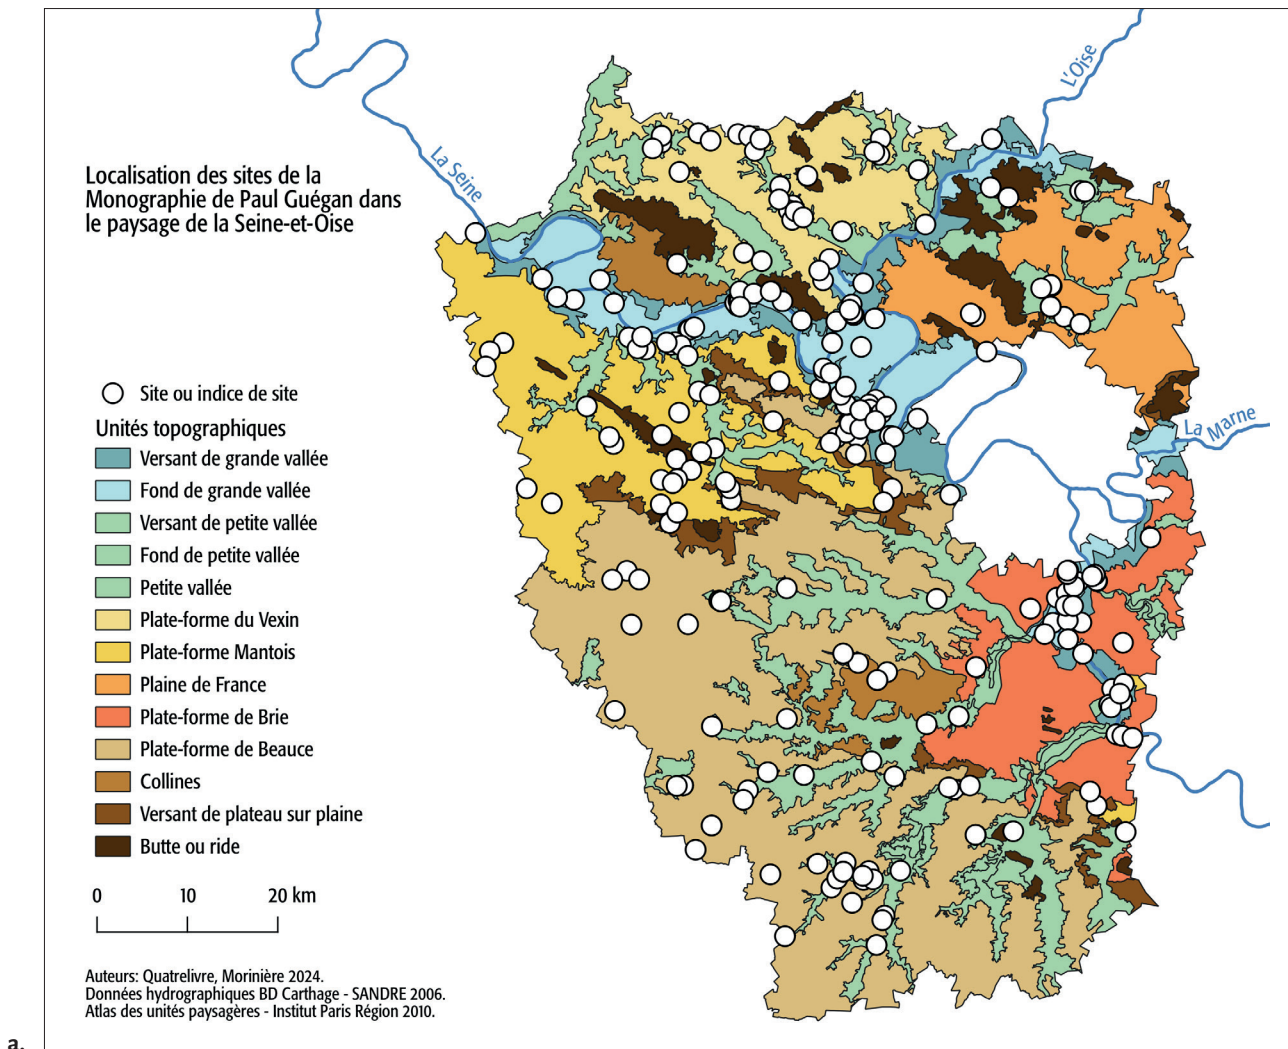 L'Oise
La Seine
Localisation des sites de la
Monographie de Paul Guégan dans
le paysage de la Seine-et-Oise
Site ou indice de site
Unités topographiques
Versant de grande vallée
Fond de grande vallée
Versant de petite vallée
Fond de petite vallée
Petite vallée
Plate-forme du Vexin
Plate-forme Mantois
Plaine de France
Plate-forme de Brie
Plate-forme de Beauce
Collines
Versant de plateau sur plaine
Butte ou ride
La Marne
0 10 20 km
Auteurs: Quatrelivre, Morinière 2024.
Données hydrographiques BD Carthage - SANDRE 2006.
Atlas des unités paysagères - Institut Paris Région 2010.
a.